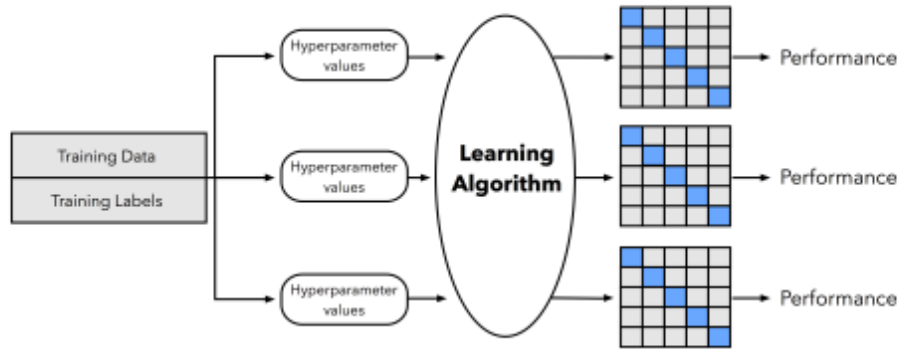 Hyperparameter
values
Performance
Training Data
Training Labels
Hyperparameter
values
Learning
Algorithm
Performance
Hyperparameter
values
Performance